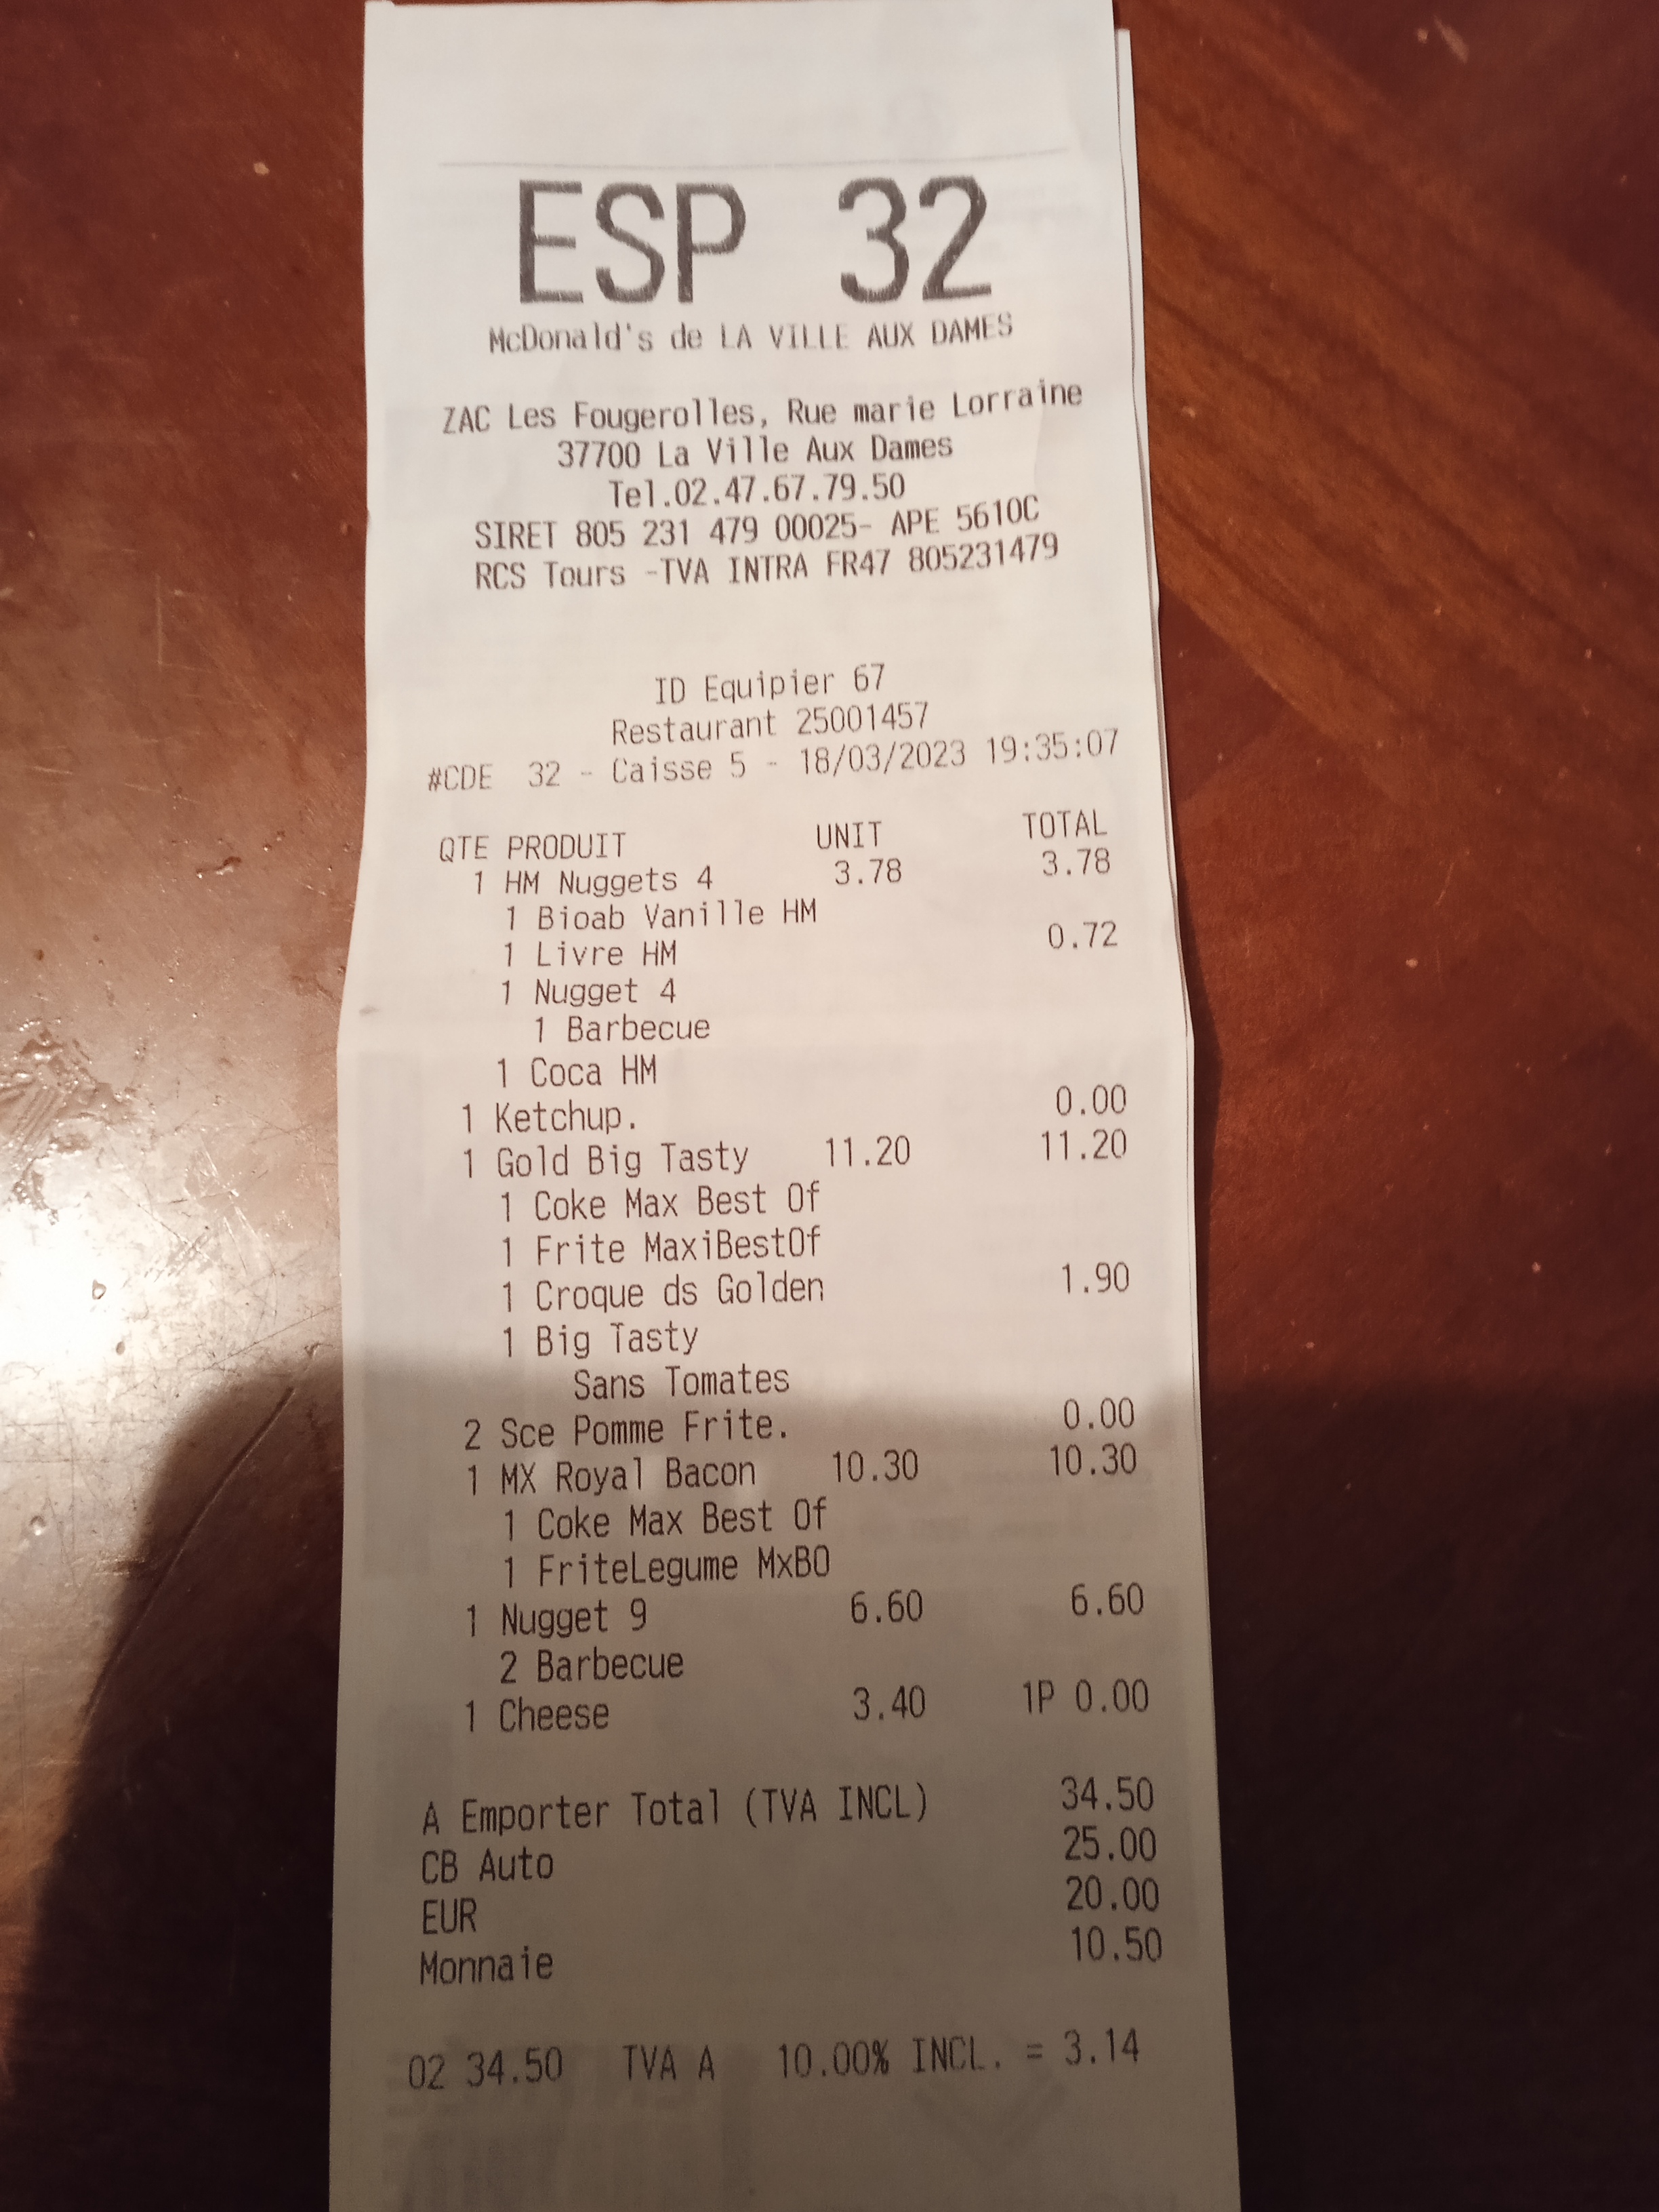 ESP 32
McDonald's de LA VILLE AUX DAMES
ZAC Les Fougerolles, Rue marie Lorraine
37700 La Ville Aux Dames
Tel.02.47.67.79.50
SIRET 805 231 479 00025- APE 5610C
RCS Tours -TVA INTRA FR47 805231479
ID Equipier 67
Restaurant 25001457
#CDE 32 - Caisse 5 - 18/03/2023 19:35:07
QTE PRODUIT UNIT TOTAL
1 HM Nuggets 4 3.78 3.78
1 Bioab Vanille HM
1 Livre HM 0.72
1 Nugget 4
1 Barbecue
1 Coca HM
1 Ketchup. 0.00
1 Gold Big Tasty 11.20 11.20
1 Coke Max Best Of
1 Frite MaxiBestOf
1 Croque ds Golden 1.90
1 Big Tasty
Sans Tomates
2 Sce Pomme Frite. 0.00
1 MX Royal Bacon 10.30 10.30
1 Coke Max Best Of
1 FriteLegume MxBO
1 Nugget 9 6.60 6.60
2 Barbecue
1 Cheese 3.40 1P 0.00
A Emporter Total (TVA INCL) 34.50
CB Auto 25.00
EUR 20.00
Monnaie 10.50
02 34.50 TVA A 10.00% INCL. = 3.14